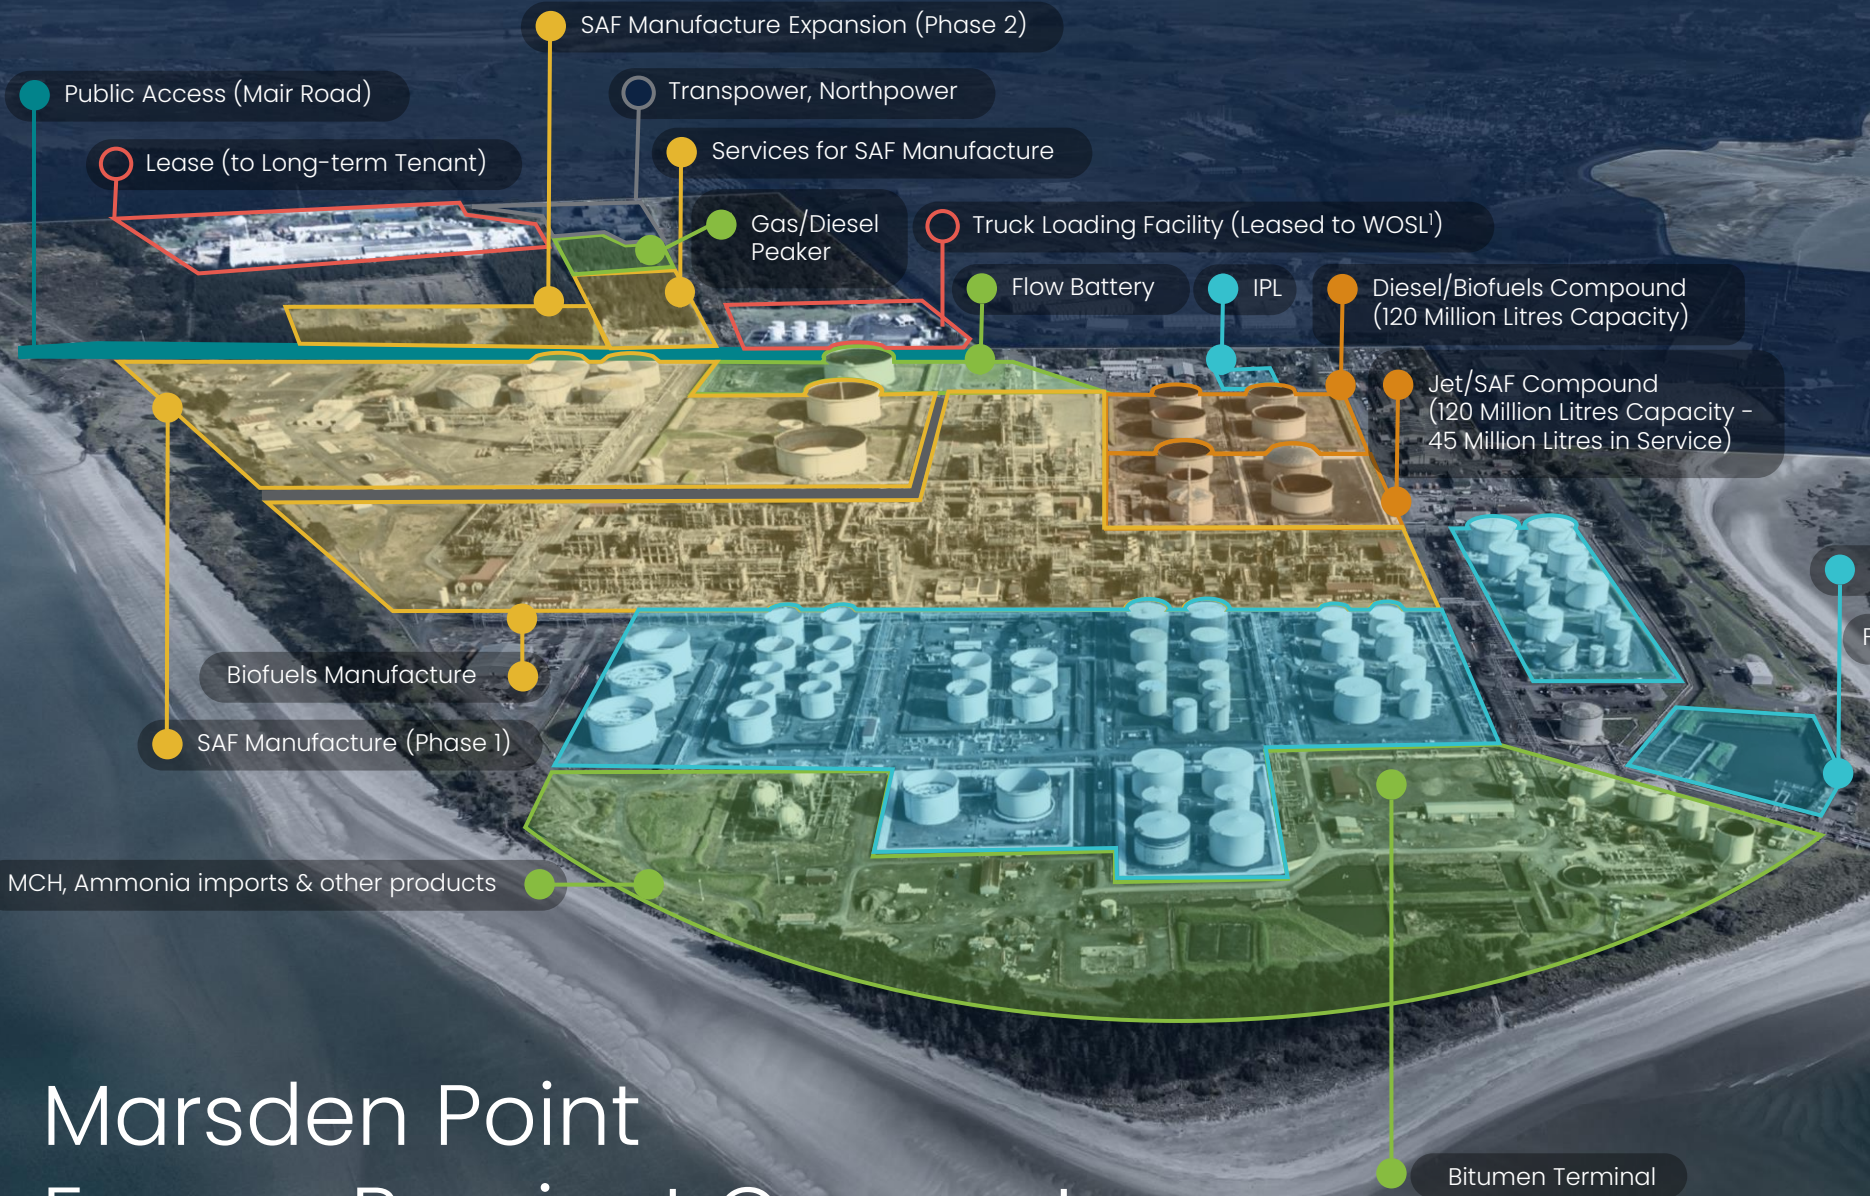 SAF Manufacture Expansion (Phase 2)
Public Access (Mair Road)
Transpower, Northpower
Lease (to Long-term Tenant)
Services for SAF Manufacture
Gas/Diesel
Peaker
Truck Loading Facility (Leased to WOSL¹)
Flow Battery
IPL
Diesel/Biofuels Compound
(120 Million Litres Capacity)
Jet/SAF Compound
(120 Million Litres Capacity -
45 Million Litres in Service)
Biofuels Manufacture
SAF Manufacture (Phase 1)
MCH, Ammonia imports & other products
Marsden Point
Bitumen Terminal